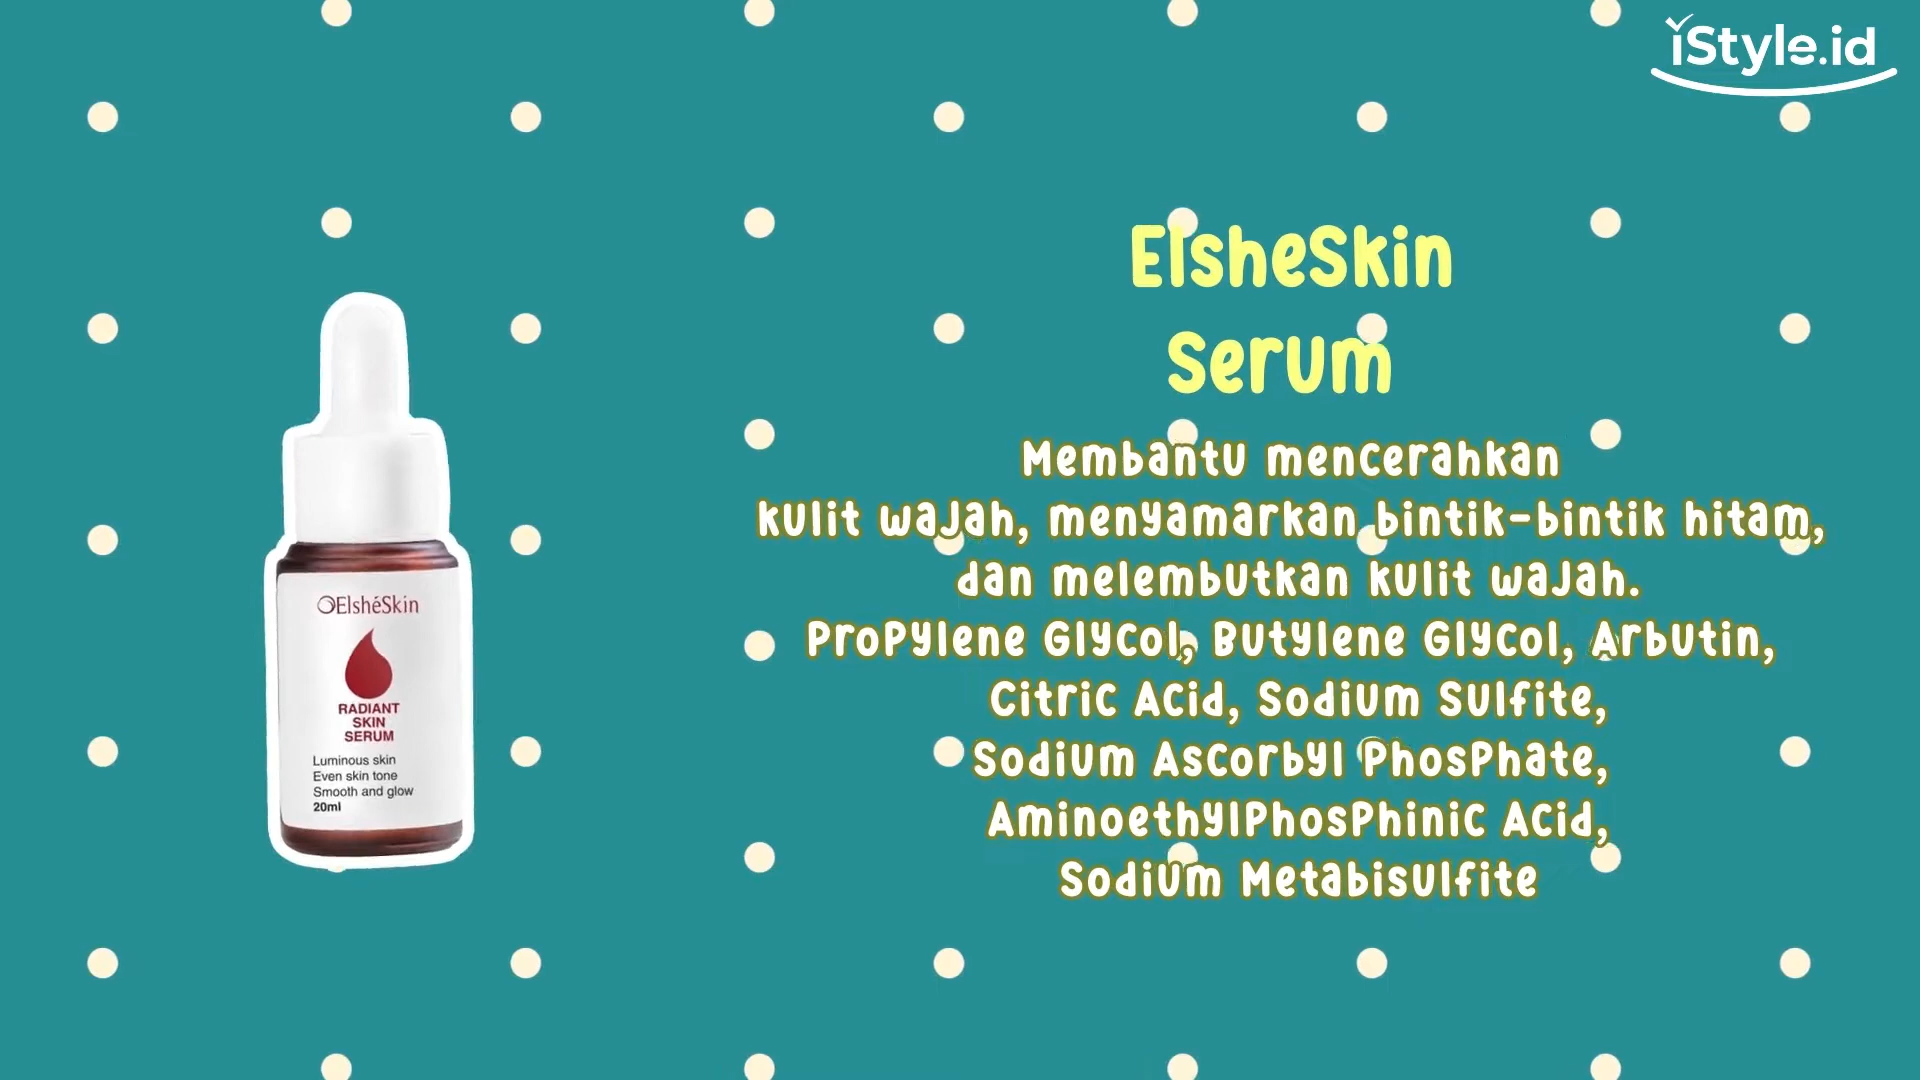 iStyle.id
ElsheSkin
Serum
Membantu mencerahkan
kulit wajah, menyamarkan bintik-bintik hitam,
dan melembutkan kulit wajah.
Propylene Glycol, Butylene Glycol, Arbutin,
Citric Acid, Sodium Sulfite,
Sodium Ascorbyl Phosphate,
Aminoethylphosphinic Acid,
Sodium Metabisulfite
ElshéSkin
RADIANT
SKIN
SERUM
Luminous skin
Even skin tone
Smooth and glow
20ml